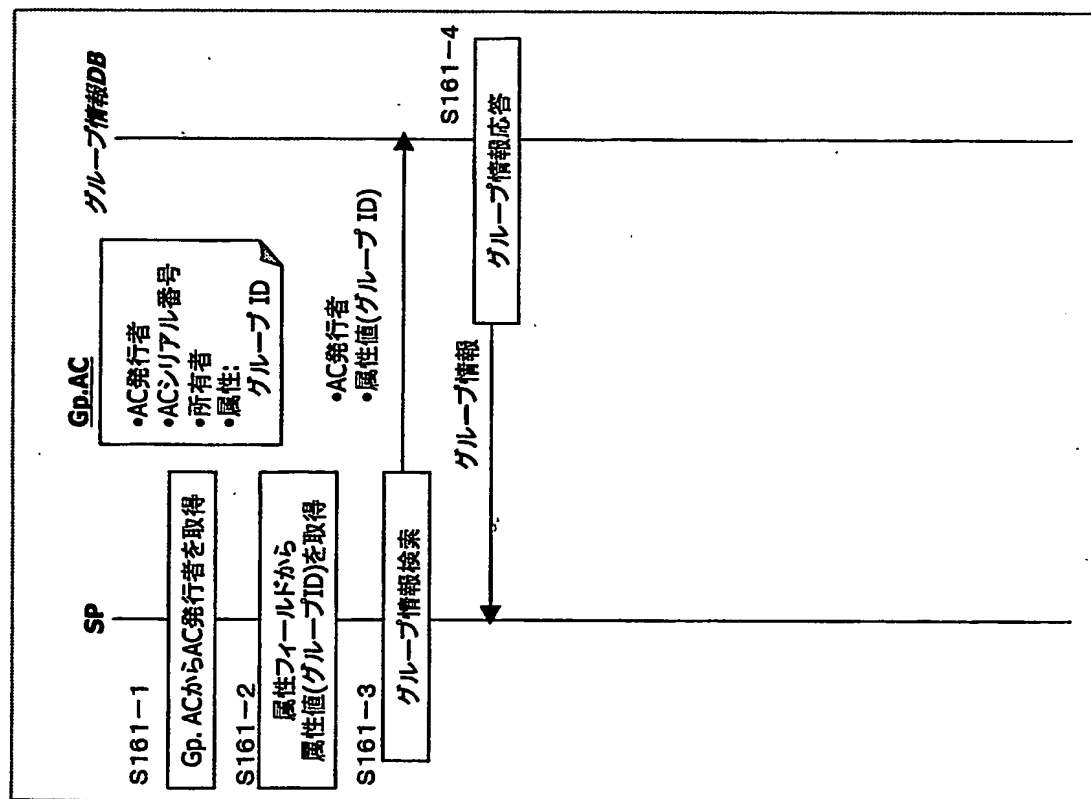 SP
Gp.AC
グループ情報DB
•AC発行者
•ACシリアル番号
•所有者
•属性:
グループ ID
S161-1
Gp. ACからAC発行者を取得
S161-2
属性フィールドから
属性値(グループID)を取得
S161-3
グループ情報検索
•AC発行者
•属性値(グループ ID)
S161-4
グループ情報応答
グループ情報